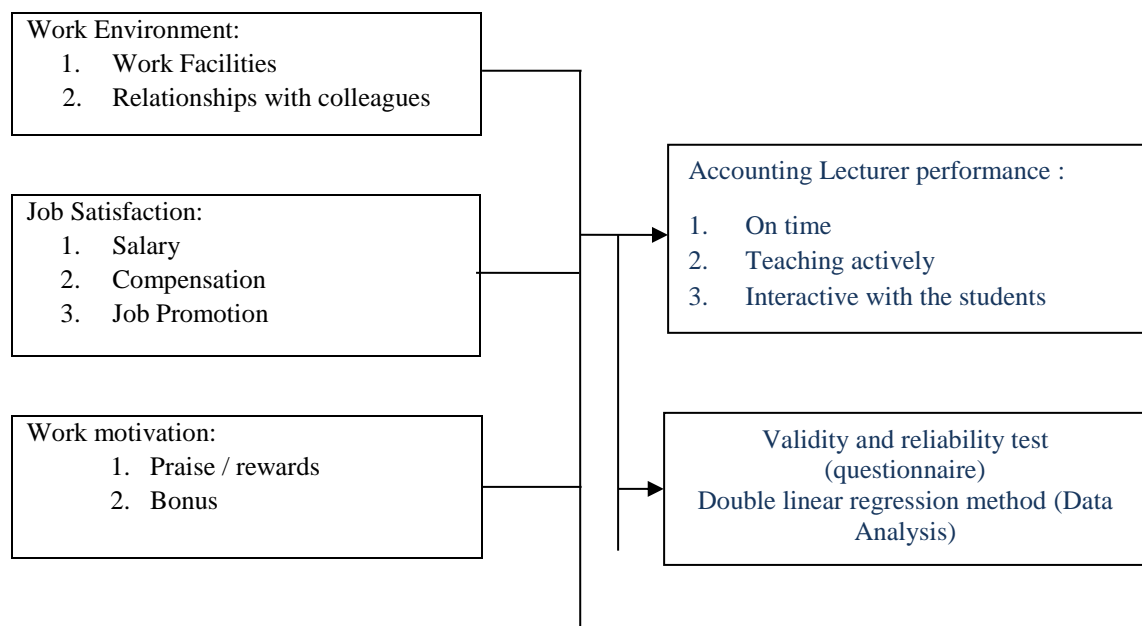 Work Environment:
1. Work Facilities
2. Relationships with colleagues
Job Satisfaction:
1. Salary
2. Compensation
3. Job Promotion
Work motivation:
1. Praise / rewards
2. Bonus
Accounting Lecturer performance :
1. On time
2. Teaching actively
3. Interactive with the students
Validity and reliability test
(questionnaire)
Double linear regression method (Data
Analysis)